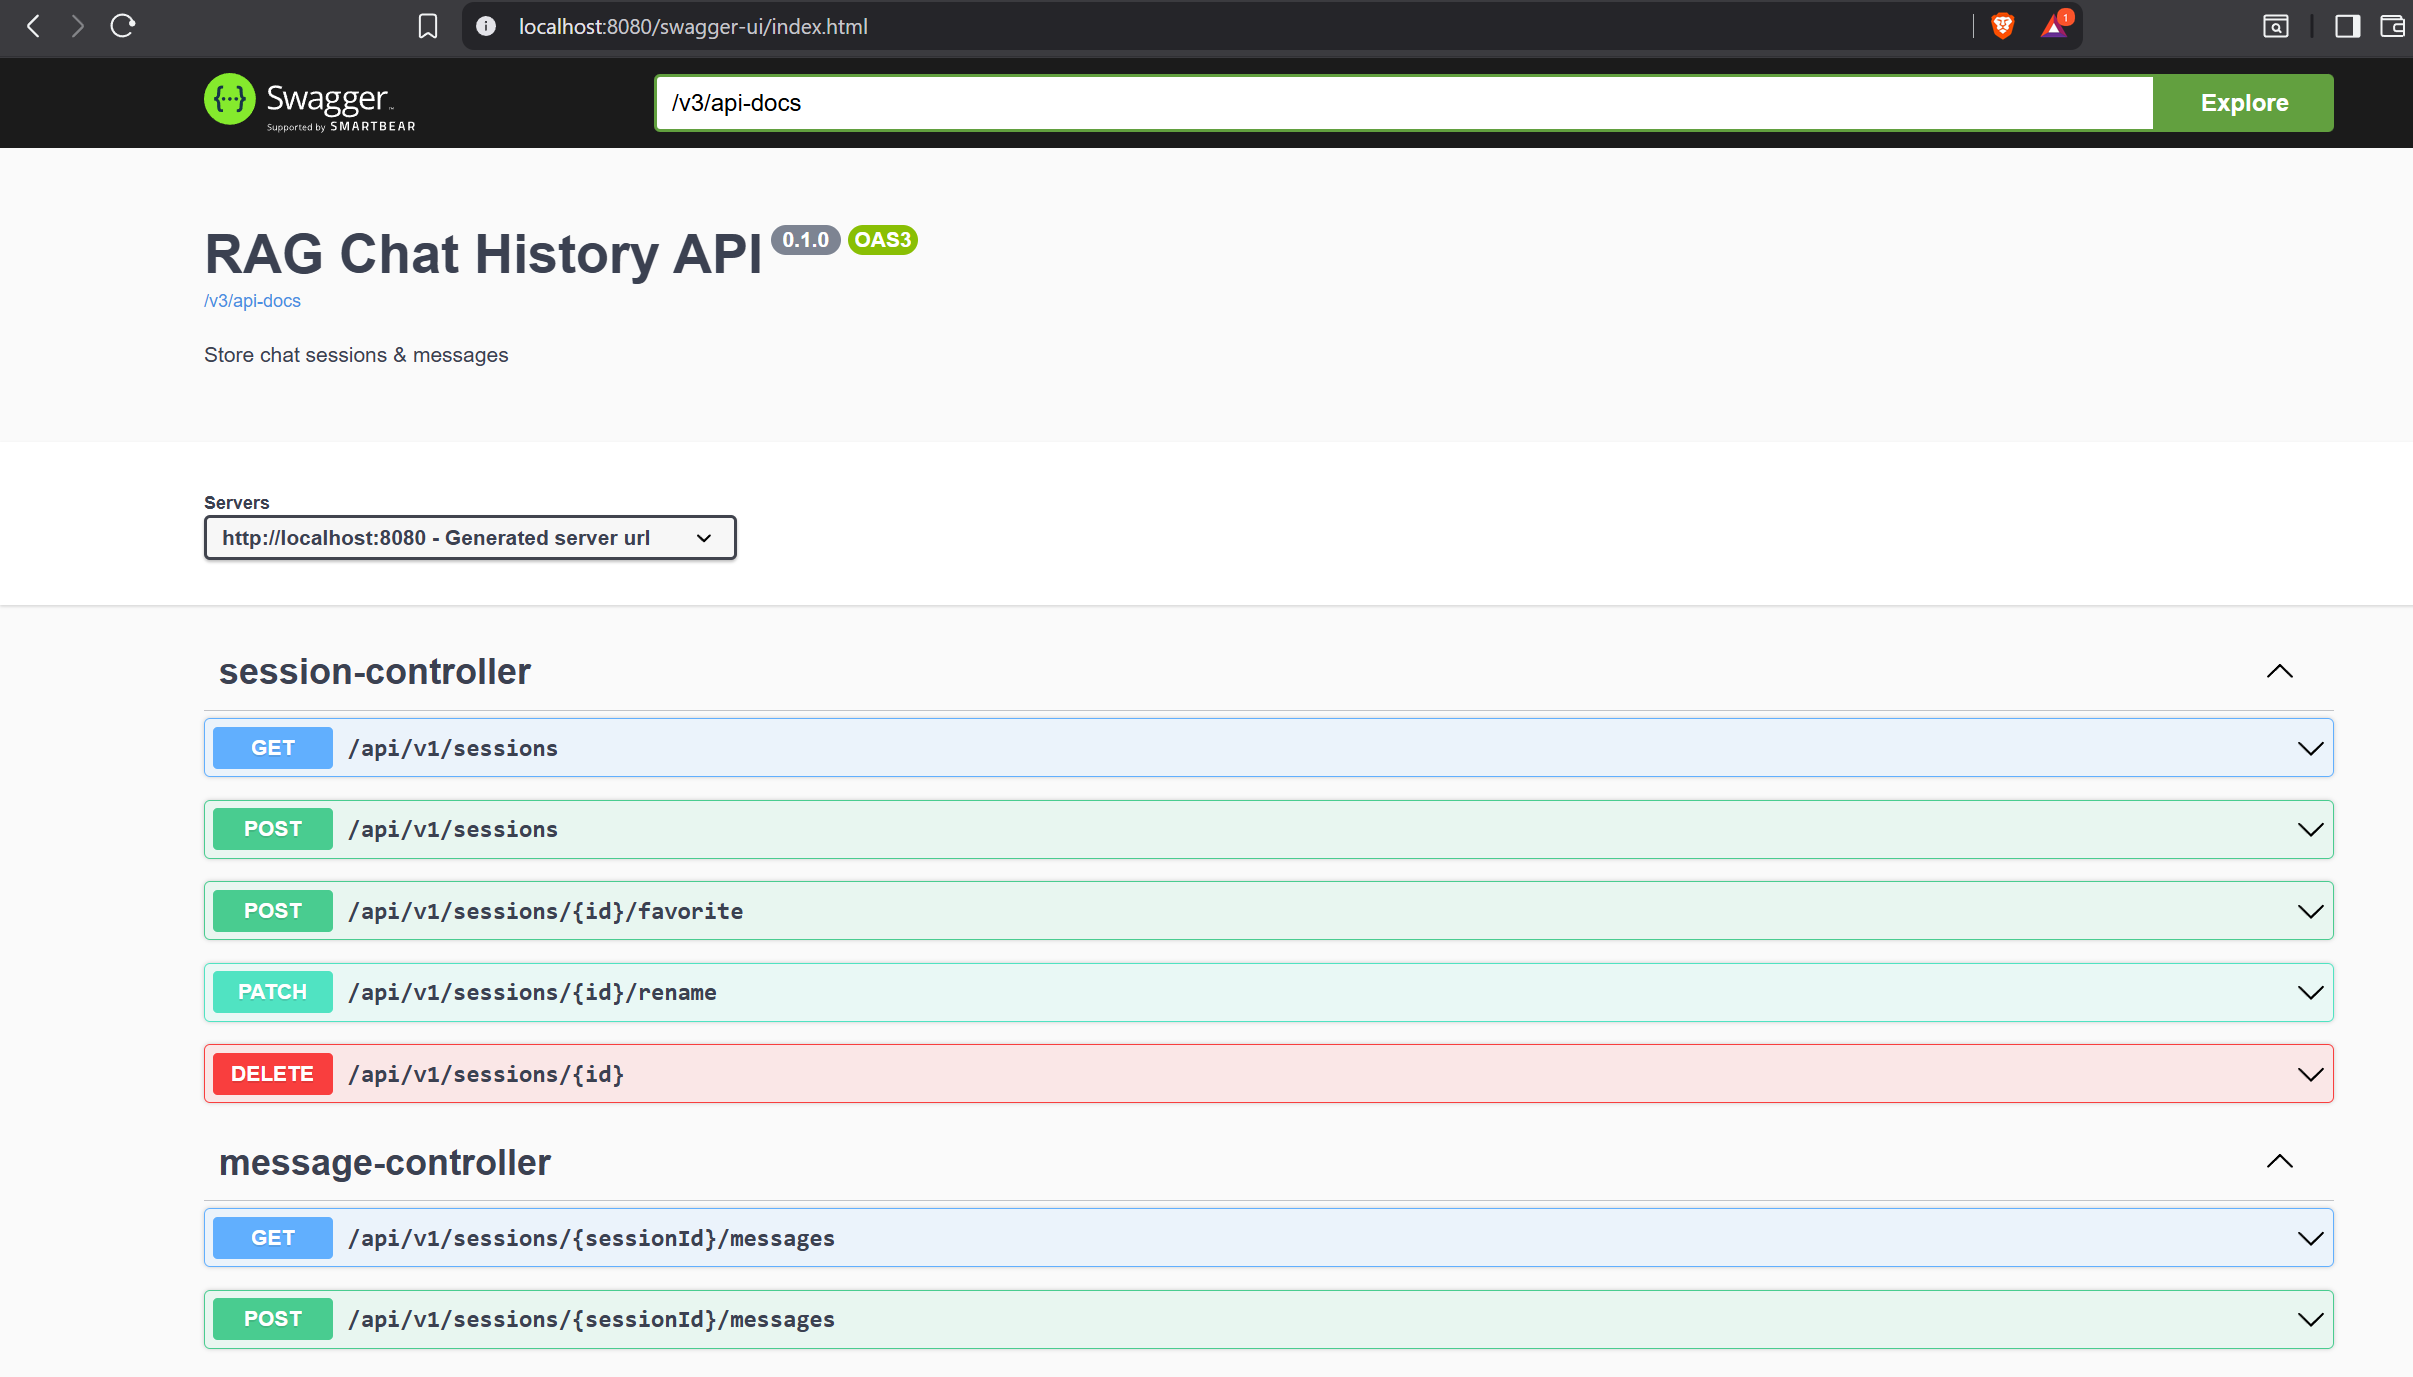 localhost:8080/swagger-ui/index.html
1
{···} Swagger™
Supported by SMARTBEAR
/v3/api-docs
Explore
RAG Chat History API 0.1.0 OAS3
/v3/api-docs
Store chat sessions & messages
Servers
http://localhost:8080 - Generated server url
session-controller
GET /api/v1/sessions
POST /api/v1/sessions
POST /api/v1/sessions/{id}/favorite
PATCH /api/v1/sessions/{id}/rename
DELETE /api/v1/sessions/{id}
message-controller
GET /api/v1/sessions/{sessionId}/messages
POST /api/v1/sessions/{sessionId}/messages